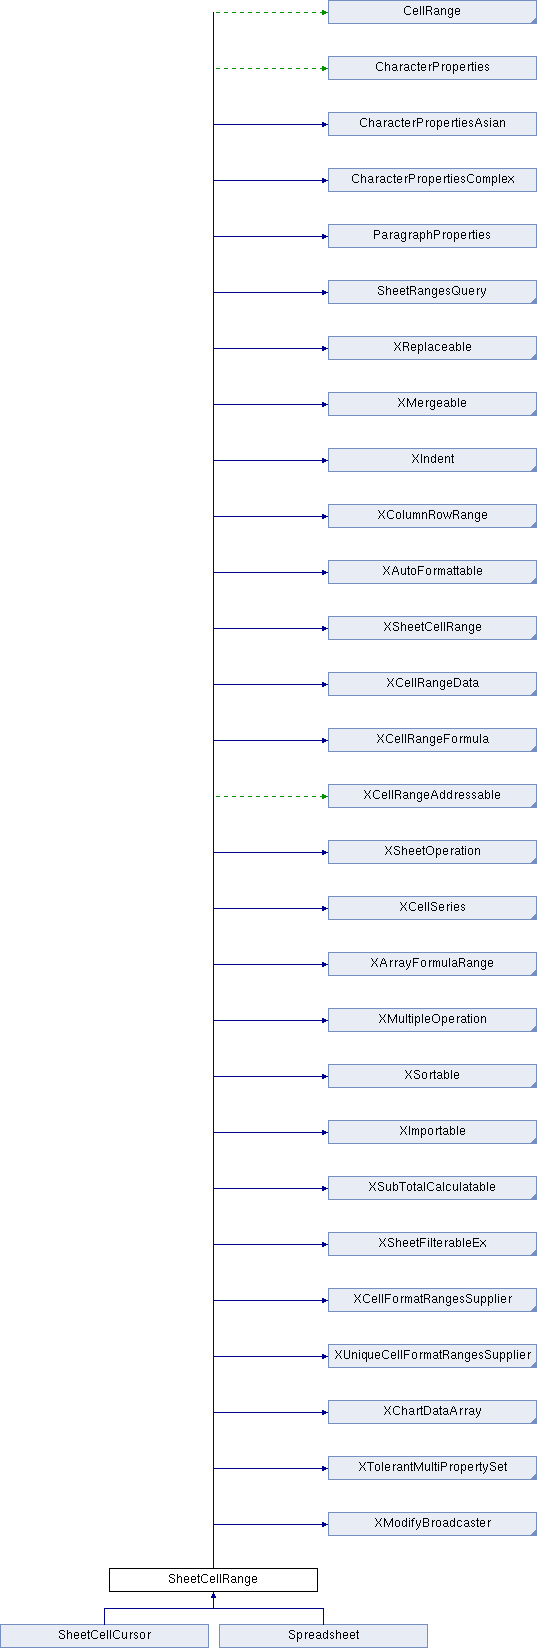 CellRange
CharacterProperties
CharacterPropertiesAsian
CharacterPropertiesComplex
ParagraphProperties
SheetRangesQuery
XReplaceable
XMergeable
XIndent
XColumnRowRange
XAutoFormattable
XSheetCellRange
XCellRangeData
XCellRangeFormula
XCellRangeAddressable
XSheetOperation
XCellSeries
XArrayFormulaRange
XMultipleOperation
XSortable
XImportable
XSubTotalCalculatable
XSheetFilterableEx
XCellFormatRangesSupplier
XUniqueCellFormatRangesSupplier
XChartDataArray
XTolerantMultiPropertySet
XModifyBroadcaster
SheetCellRange
SheetCellCursor Spreadsheet